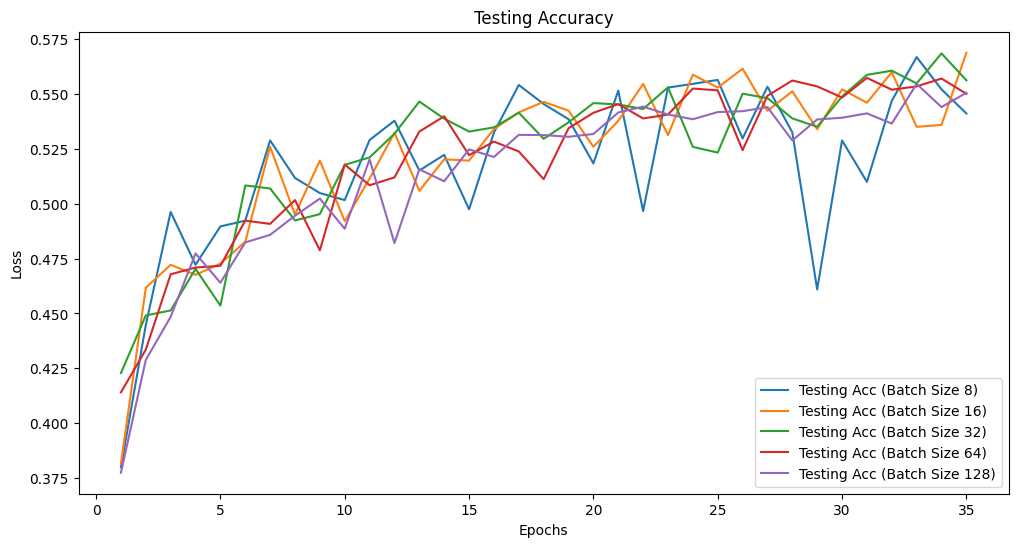 Testing Accuracy
0.575
0.550
0.525
0.500
0.475
0.450
0.425
0.400
0.375
Loss
0 5 10 15 20 25 30 35
Epochs
Testing Acc (Batch Size 8)
Testing Acc (Batch Size 16)
Testing Acc (Batch Size 32)
Testing Acc (Batch Size 64)
Testing Acc (Batch Size 128)